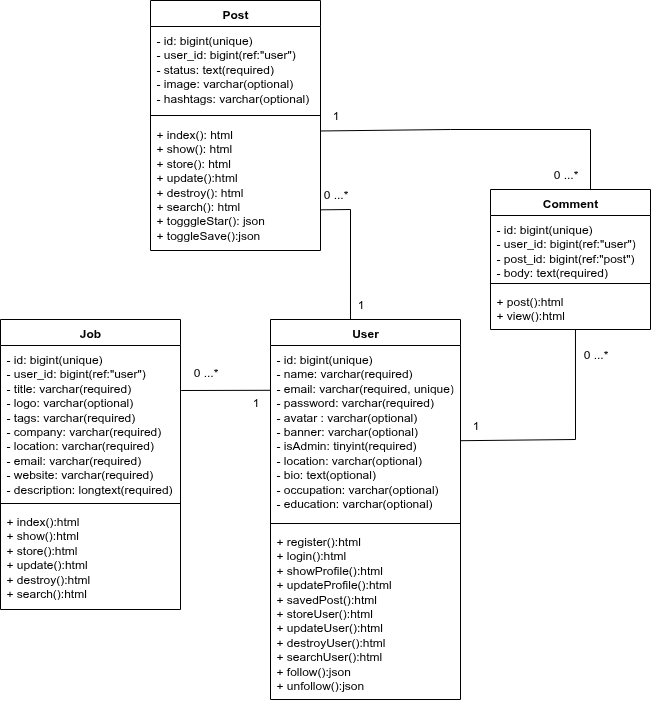 Post
- id: bigint(unique)
- user_id: bigint(ref:"user")
- status: text(required)
- image: varchar(optional)
- hashtags: varchar(optional)
+ index(): html
+ show(): html
+ store(): html
+ update():html
+ destroy(): html
+ search(): html
+ togggleStar(): json
+ toggleSave():json
1
0 ...*
0 ...*
1
Comment
- id: bigint(unique)
- user_id: bigint(ref:"user")
- post_id: bigint(ref:"post")
- body: text(required)
+ post():html
+ view():html
0 ...*
1
Job
- id: bigint(unique)
- user_id: bigint(ref:"user")
- title: varchar(required)
- logo: varchar(optional)
- tags: varchar(required)
- company: varchar(required)
- location: varchar(required)
- email: varchar(required)
- website: varchar(required)
- description: longtext(required)
+ index():html
+ show():html
+ store():html
+ update():html
+ destroy():html
+ search():html
0 ...*
1
User
- id: bigint(unique)
- name: varchar(required)
- email: varchar(required, unique)
- password: varchar(required)
- avatar : varchar(optional)
- banner: varchar(optional)
- isAdmin: tinyint(required)
- location: varchar(optional)
- bio: text(optional)
- occupation: varchar(optional)
- education: varchar(optional)
+ register():html
+ login():html
+ showProfile():html
+ updateProfile():html
+ savedPost():html
+ storeUser():html
+ updateUser():html
+ destroyUser():html
+ searchUser():html
+ follow():json
+ unfollow():json